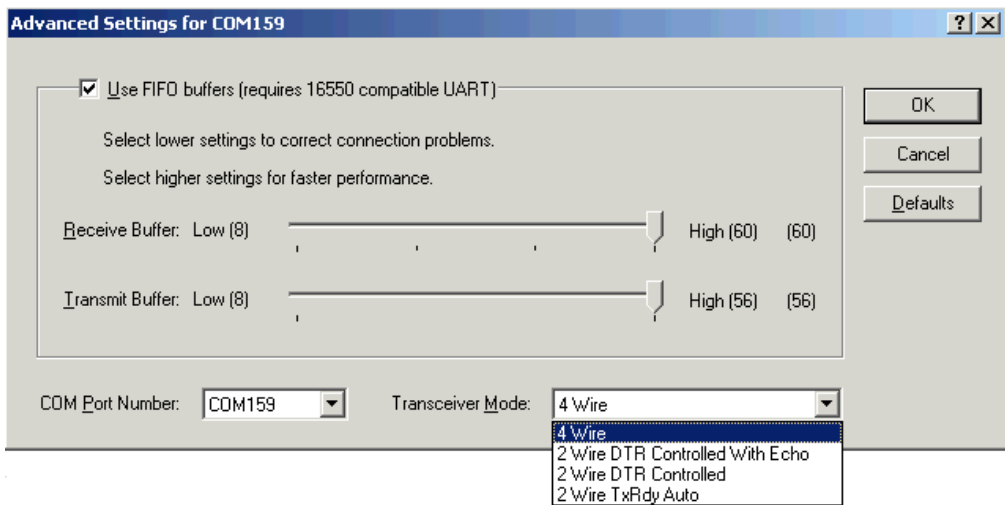 Advanced Settings for COM159
Use FIFO buffers (requires 16550 compatible UART)
OK
Select lower settings to correct connection problems.
Cancel
Select higher settings for faster performance.
Defaults
Receive Buffer: Low (8) High (60) (60)
Transmit Buffer: Low (8) High (56) (56)
COM Port Number: COM159 Transceiver Mode: 4 Wire
4 Wire
2 Wire DTR Controlled With Echo
2 Wire DTR Controlled
2 Wire TxRdy Auto